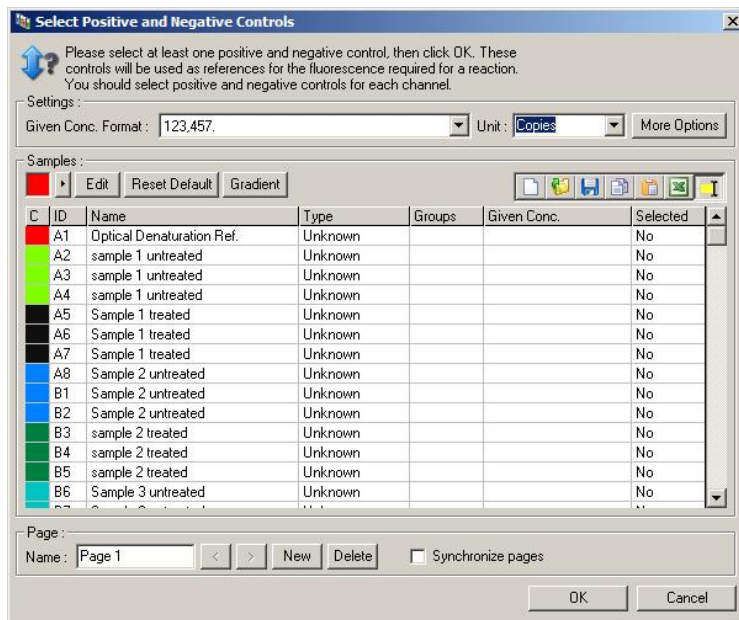 Select Positive and Negative Controls
Please select at least one positive and negative control, then click OK. These
controls will be used as references for the fluorescence required for a reaction.
You should select positive and negative controls for each channel.
Settings :
Given Conc. Format : 123,457. Unit : Copies More Options
Samples :
Edit Reset Default Gradient
C ID Name Type Groups Given Conc. Selected
A1 Optical Denaturation Ref. Unknown No
A2 sample 1 untreated Unknown No
A3 sample 1 untreated Unknown No
A4 sample 1 untreated Unknown No
A5 Sample 1 treated Unknown No
A6 Sample 1 treated Unknown No
A7 Sample 1 treated Unknown No
A8 Sample 2 untreated Unknown No
B1 Sample 2 untreated Unknown No
B2 Sample 2 untreated Unknown No
B3 sample 2 treated Unknown No
B4 sample 2 treated Unknown No
B5 sample 2 treated Unknown No
B6 Sample 3 untreated Unknown No
Page :
Name : Page 1 < > New Delete Synchronize pages
OK Cancel